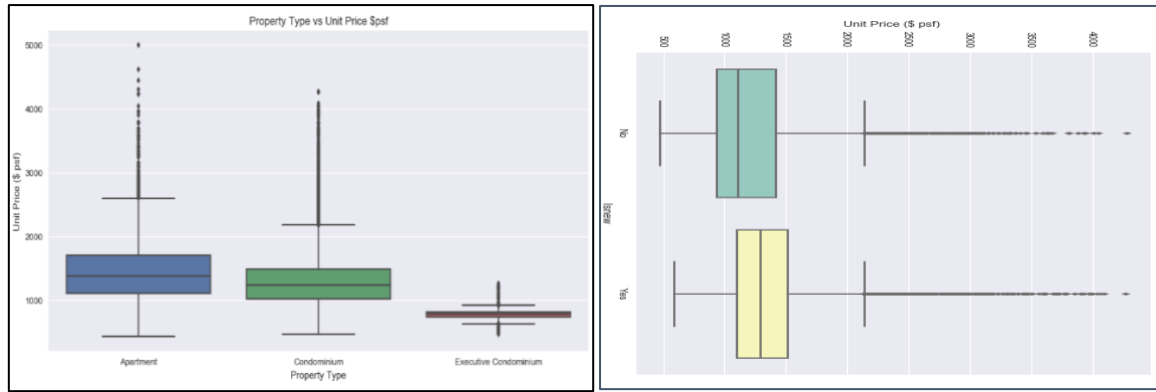 Property Type vs Unit Price $psf
5000
4000
3000
2000
1000
Unit Price ($ psf)
Apartment
Condominium
Executive Condominium
Property Type
Unit Price ($ psf)
500
1000
1500
2000
2500
3000
3500
4000
No
Isnew
Yes